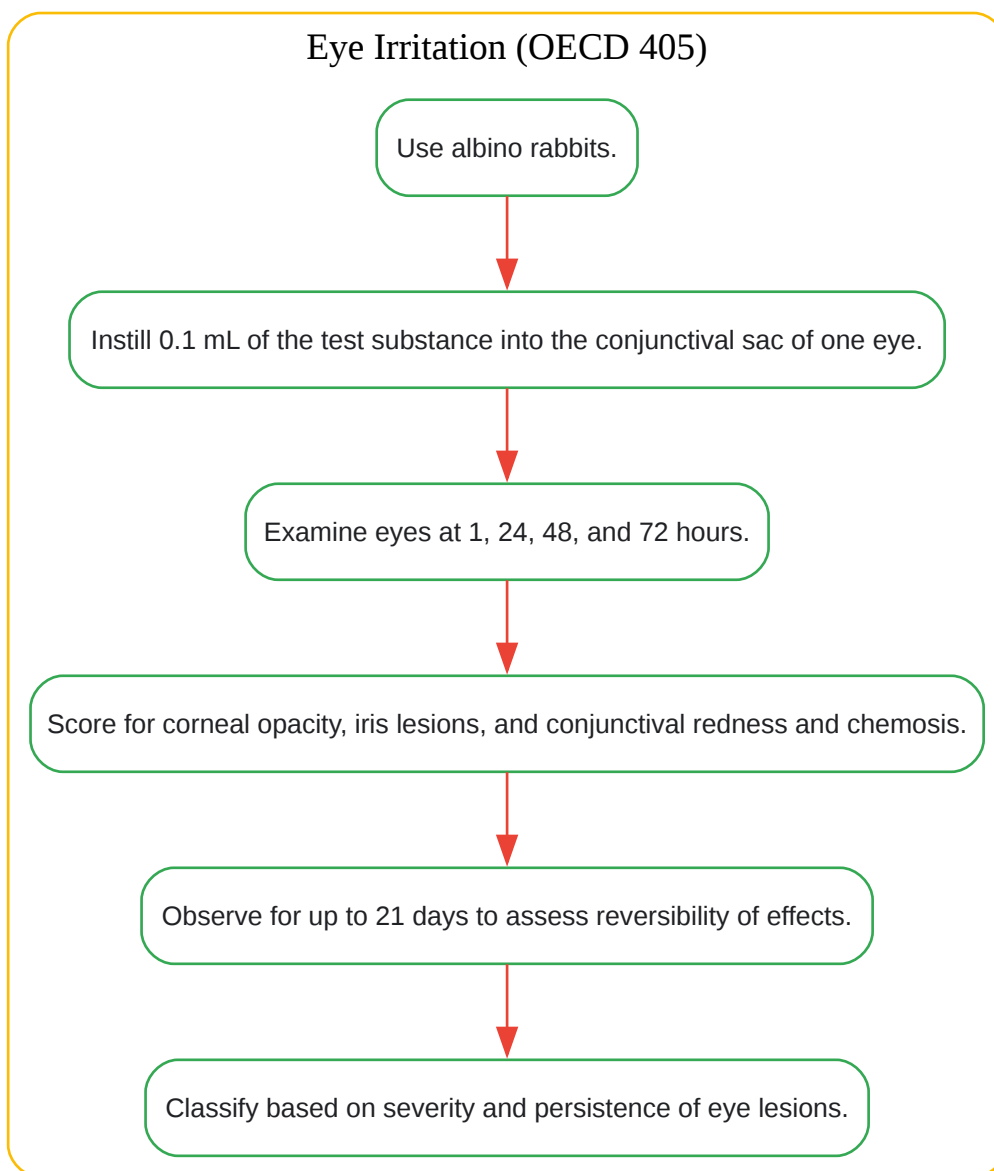 Eye Irritation (OECD 405)
Use albino rabbits.
Instill 0.1 mL of the test substance into the conjunctival sac of one eye.
Examine eyes at 1, 24, 48, and 72 hours.
Score for corneal opacity, iris lesions, and conjunctival redness and chemosis.
Observe for up to 21 days to assess reversibility of effects.
Classify based on severity and persistence of eye lesions.